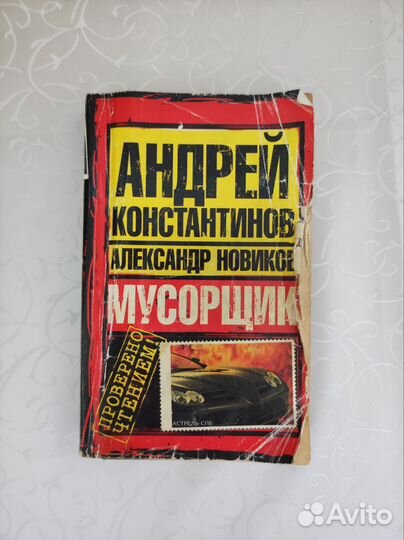 АНДРЕЙ
КОНСТАНТИНОВ
АЛЕКСАНДР НОВИКОВ
МУСОРЩИК
ПРОВЕРЕНО
ЧТЕНИЕМ!
АСТРЕЛЬ-СПБ
Avito